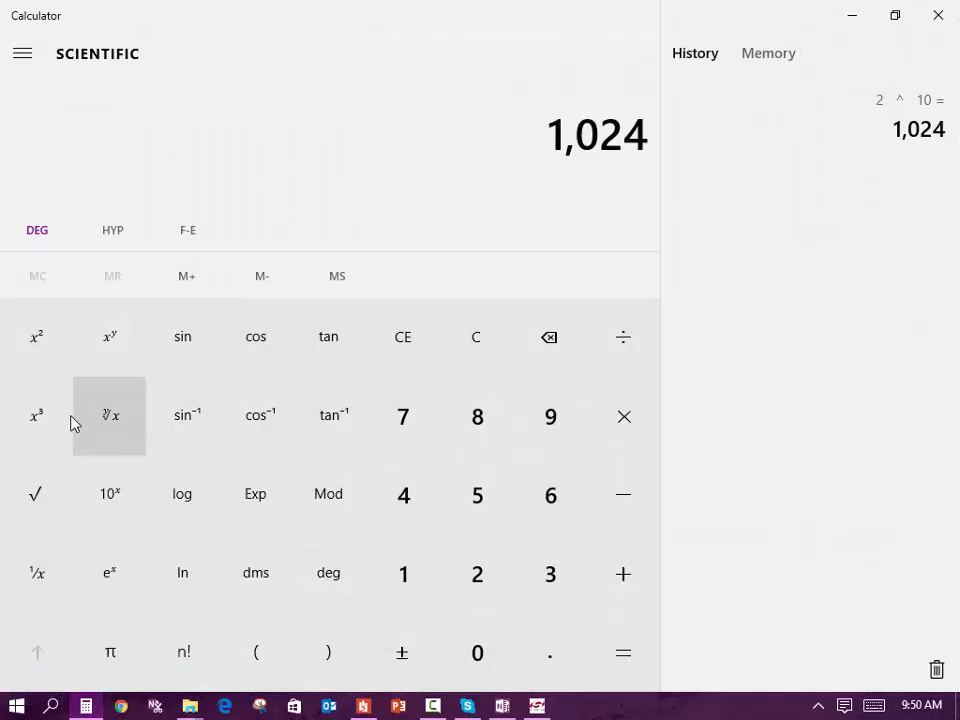 Calculator
SCIENTIFIC
History Memory
2 ^ 10 =
1,024
1,024
DEG HYP F-E
MC MR M+ M- MS
x² xʸ sin cos tan CE C ÷
x³ ʸ√x sin⁻¹ cos⁻¹ tan⁻¹ 7 8 9 ×
√ 10ˣ log Exp Mod 4 5 6 −
¹/x eˣ ln dms deg 1 2 3 +
↑ π n! ( ) ± 0 . =
9:50 AM